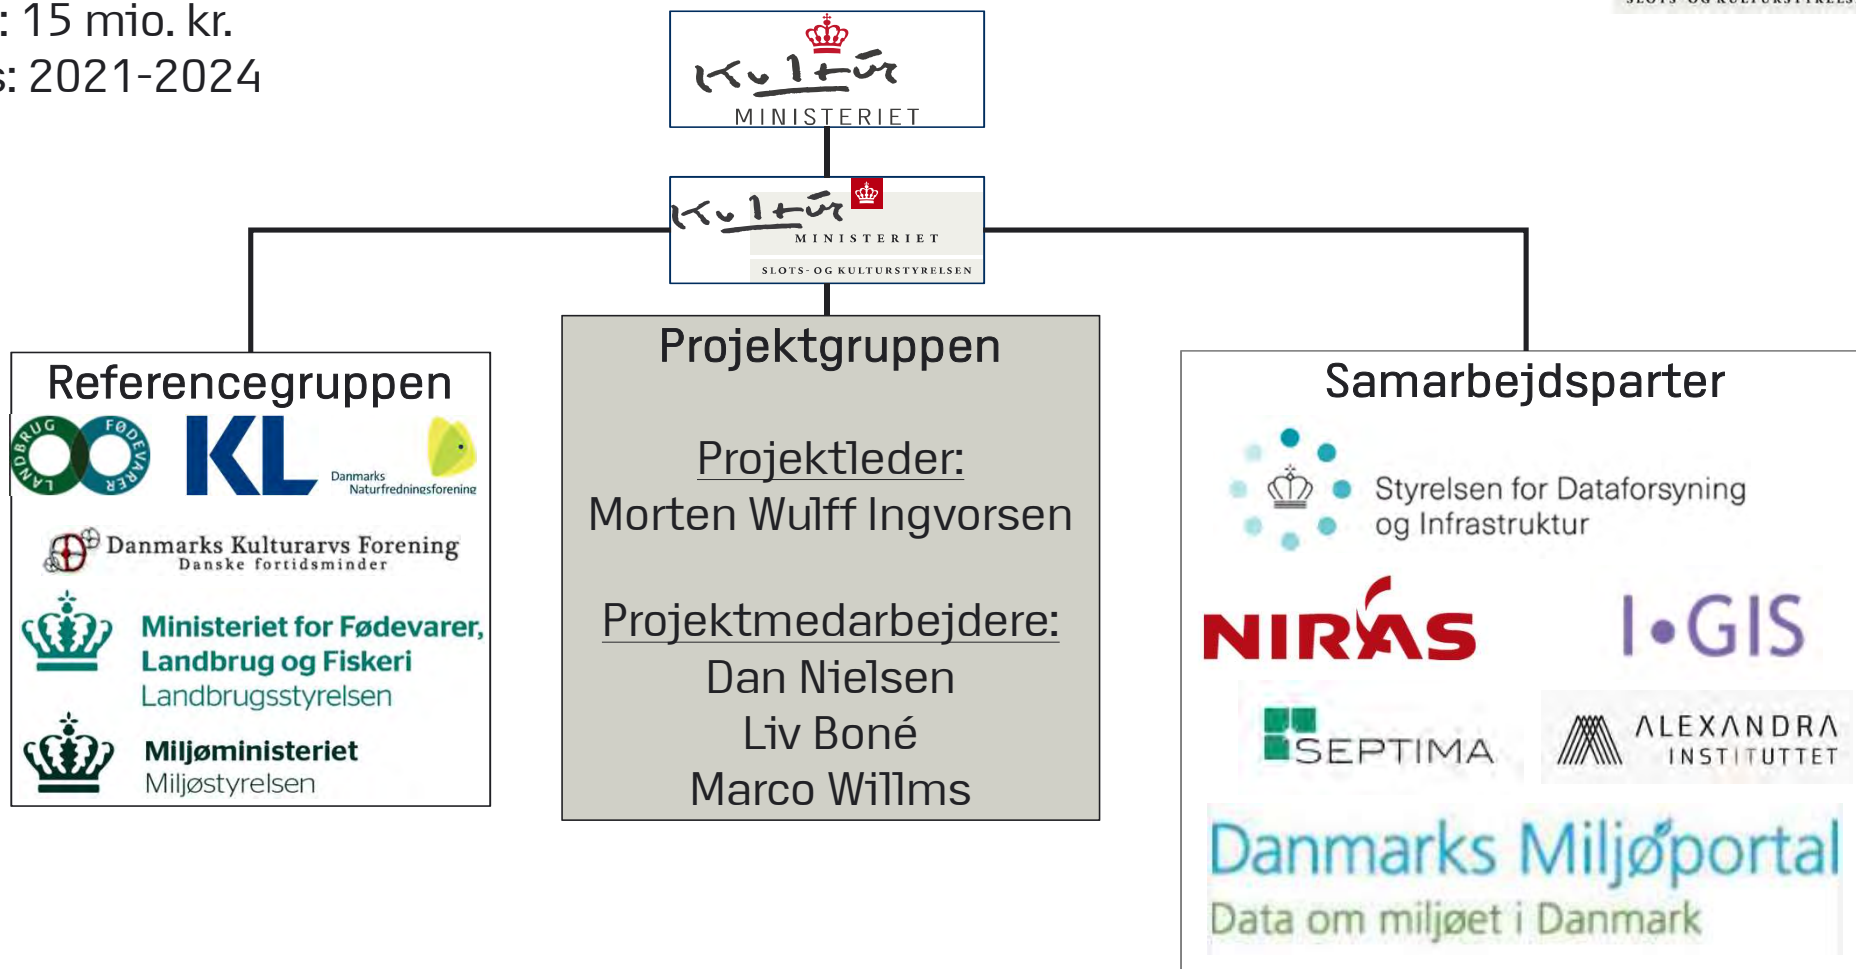 : 15 mio. kr.
s: 2021-2024
Kultur
MINISTERIET
Kultur
MINISTERIET
SLOTS- OG KULTURSTYRELSEN
Referencegruppen
LANDBRUG FØDEVARER
KL
Danmarks
Naturfredningsforening
Danmarks Kulturarvs Forening
Danske fortidsminder
Ministeriet for Fødevarer,
Landbrug og Fiskeri
Landbrugsstyrelsen
Miljøministeriet
Miljøstyrelsen
Projektgruppen
Projektleder:
Morten Wulff Ingvorsen
Projektmedarbejdere:
Dan Nielsen
Liv Boné
Marco Willms
Samarbejdsparter
Styrelsen for Dataforsyning
og Infrastruktur
NIRAS
I•GIS
SEPTIMA
ALEXANDRA
INSTITUTTET
Danmarks Miljøportal
Data om miljøet i Danmark